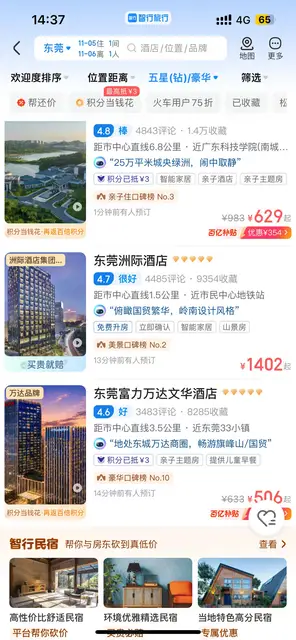 14:37
智行旅行
4G 65
东莞
11-05住 1间
11-06离 1人
酒店/位置/品牌
地图
更多
欢迎度排序
位置距离
五星(钻)/豪华
筛选
最高抵¥3
帮还价
积分当钱花
火车用户75折
已收藏
积分当钱花·再返百倍积分
4.8 棒 4843评论 · 1.4万收藏
距市中心直线6.8公里 · 近广东科技学院(南城...
“25万平米城央绿洲，闹中取静”
积分已抵¥3 智能家居 亲子酒店 亲子主题房
亲子住口碑榜 No.3
1分钟前有人预订
¥983 ¥629起
百亿补贴 优惠¥354
洲际酒店集团...
买贵就赔
东莞洲际酒店
4.7 很好 4485评论 · 9354收藏
距市中心直线1.5公里 · 近市民中心地铁站
“俯瞰国贸繁华，岭南设计风格”
免费升房 立即确认 智能家居 山景房
美景口碑榜 No.2
13分钟前有人预订
¥1402起
万达品牌
积分当钱花·再返百倍积分
东莞富力万达文华酒店
4.6 好 3483评论 · 8285收藏
距市中心直线3.5公里 · 近东莞33小镇
“地处东城万达商圈，畅游旗峰山/国贸”
积分已抵¥3 亲子主题房 提供儿童早餐
豪华口碑榜 No.10
14分钟前有人预订
¥633 ¥506起
百亿补贴
智行民宿 帮你与房东砍到真低价
查看
高性价比舒适民宿
平台帮你砍价
环境优雅精选民宿
买贵必赔
当地特色高分民宿
专属优惠